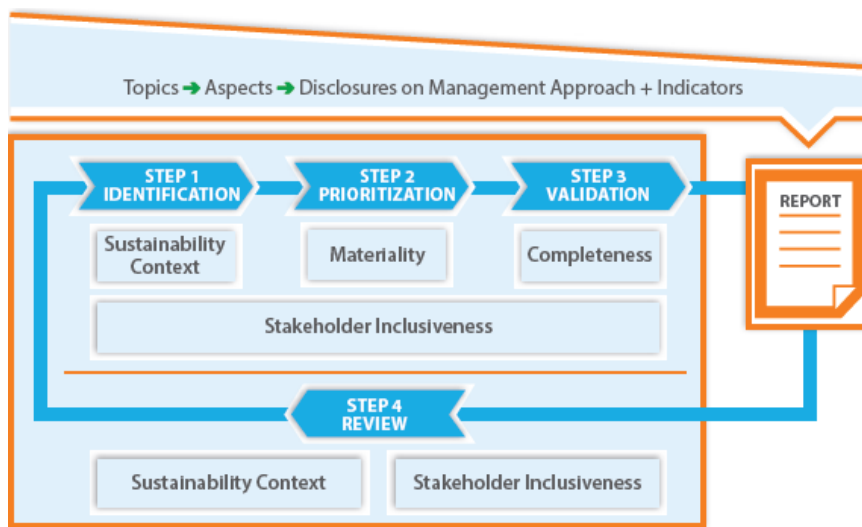 Topics ➔ Aspects ➔ Disclosures on Management Approach + Indicators
STEP 1
IDENTIFICATION
STEP 2
PRIORITIZATION
STEP 3
VALIDATION
REPORT
Sustainability
Context
Materiality
Completeness
Stakeholder Inclusiveness
STEP 4
REVIEW
Sustainability Context
Stakeholder Inclusiveness